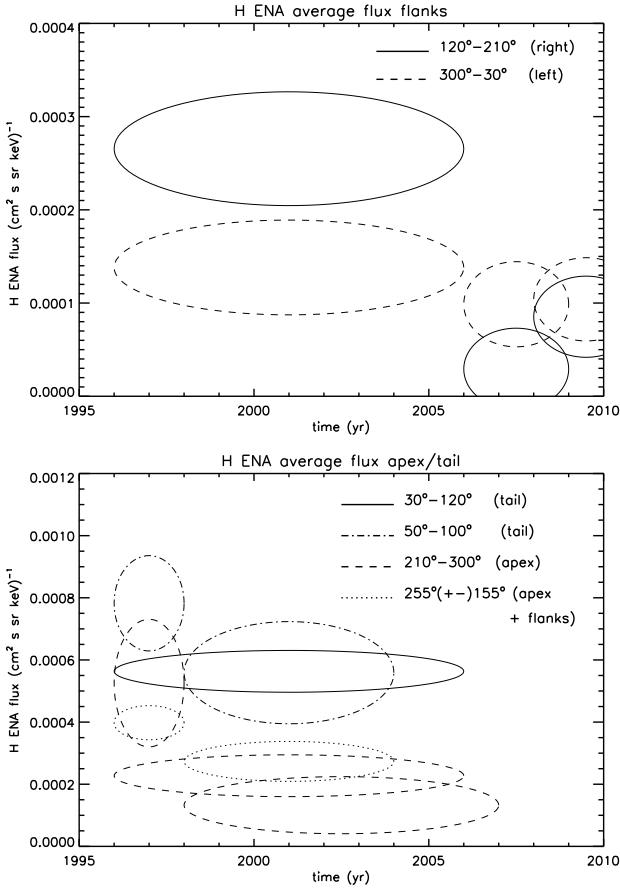 H ENA average flux flanks
0.0004
0.0003
0.0002
0.0001
0.0000
H ENA flux (cm² s sr keV)⁻¹
120°−210° (right)
300°−30° (left)
1995 2000 2005 2010
time (yr)
H ENA average flux apex/tail
0.0012
0.0010
0.0008
0.0006
0.0004
0.0002
0.0000
H ENA flux (cm² s sr keV)⁻¹
30°−120° (tail)
50°−100° (tail)
210°−300° (apex)
255°(+−)155° (apex
+ flanks)
1995 2000 2005 2010
time (yr)